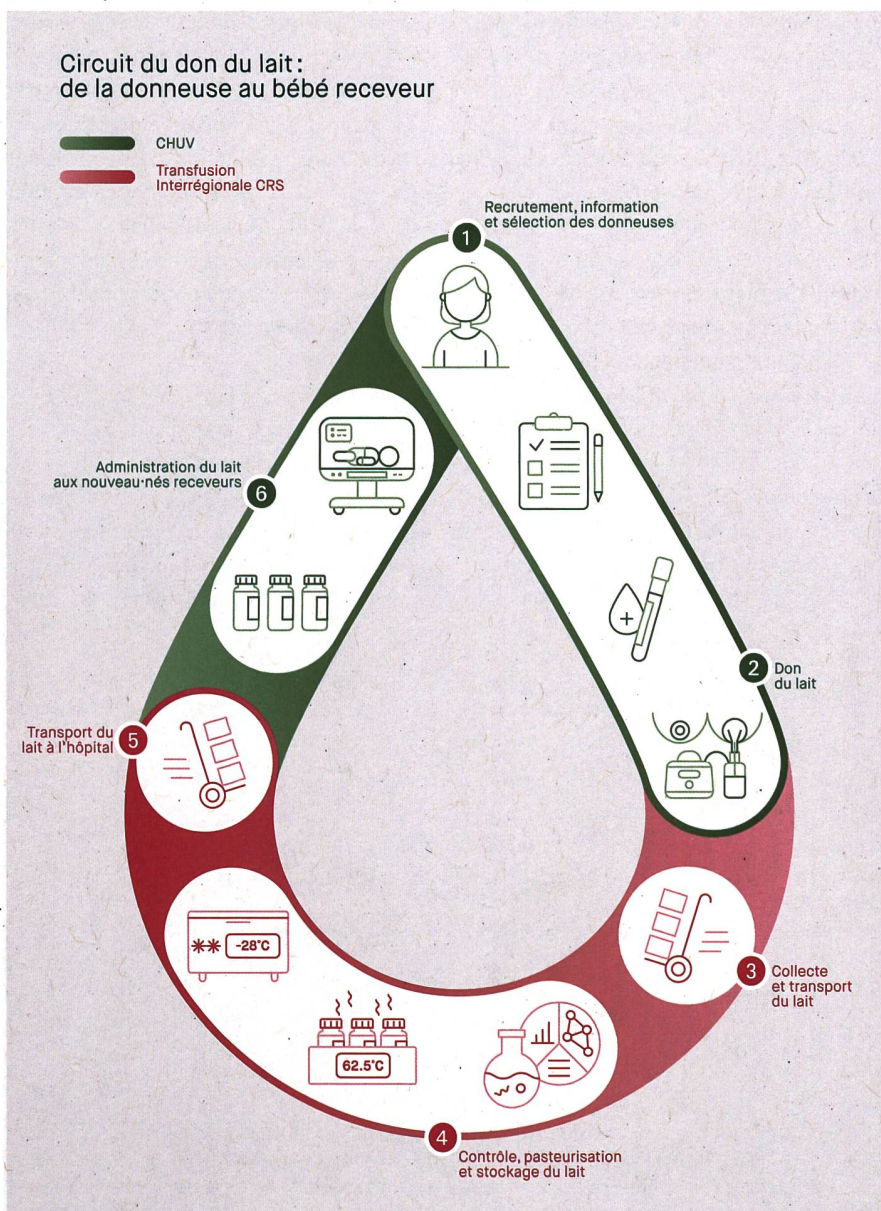 Circuit du don du lait :
de la donneuse au bébé receveur
CHUV
Transfusion
Interrégionale CRS
1
Recrutement, information
et sélection des donneuses
2
Don
du lait
3
Collecte
et transport
du lait
4
Contrôle, pasteurisation
et stockage du lait
62.5°C
-28°C
5
Transport du
lait à l'hôpital
6
Administration du lait
aux nouveau·nés receveurs